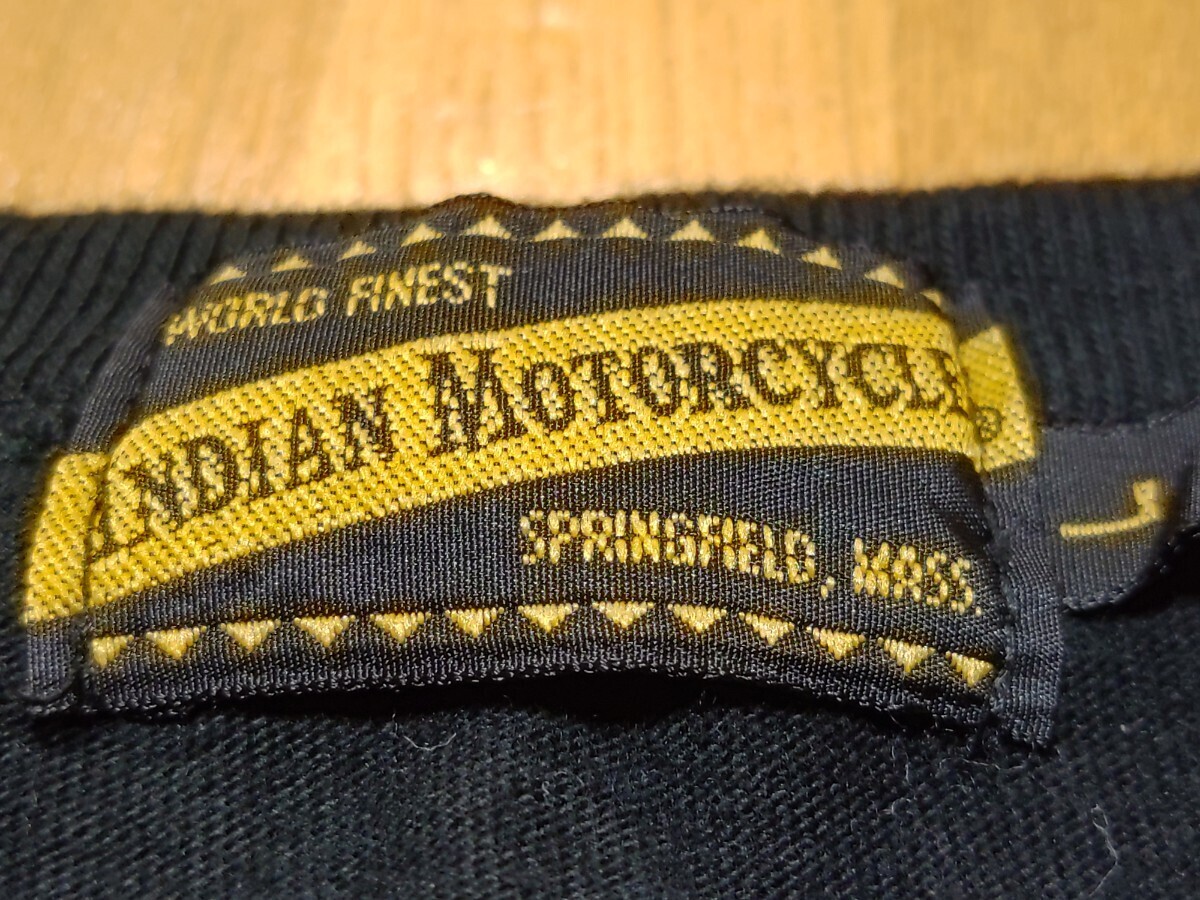 WORLD FINEST
INDIAN MOTORCYCLE®
SPRINGFIELD, MASS.
L